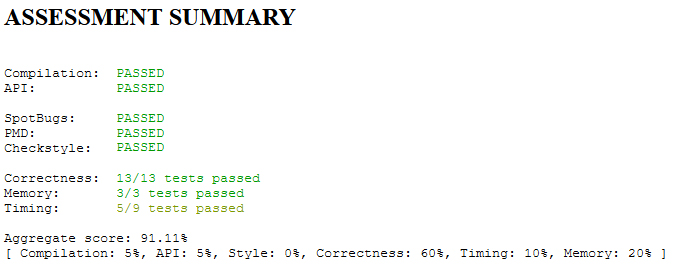 ASSESSMENT SUMMARY
Compilation: PASSED
API: PASSED
SpotBugs: PASSED
PMD: PASSED
Checkstyle: PASSED
Correctness: 13/13 tests passed
Memory: 3/3 tests passed
Timing: 5/9 tests passed
Aggregate score: 91.11%
[ Compilation: 5%, API: 5%, Style: 0%, Correctness: 60%, Timing: 10%, Memory: 20% ]